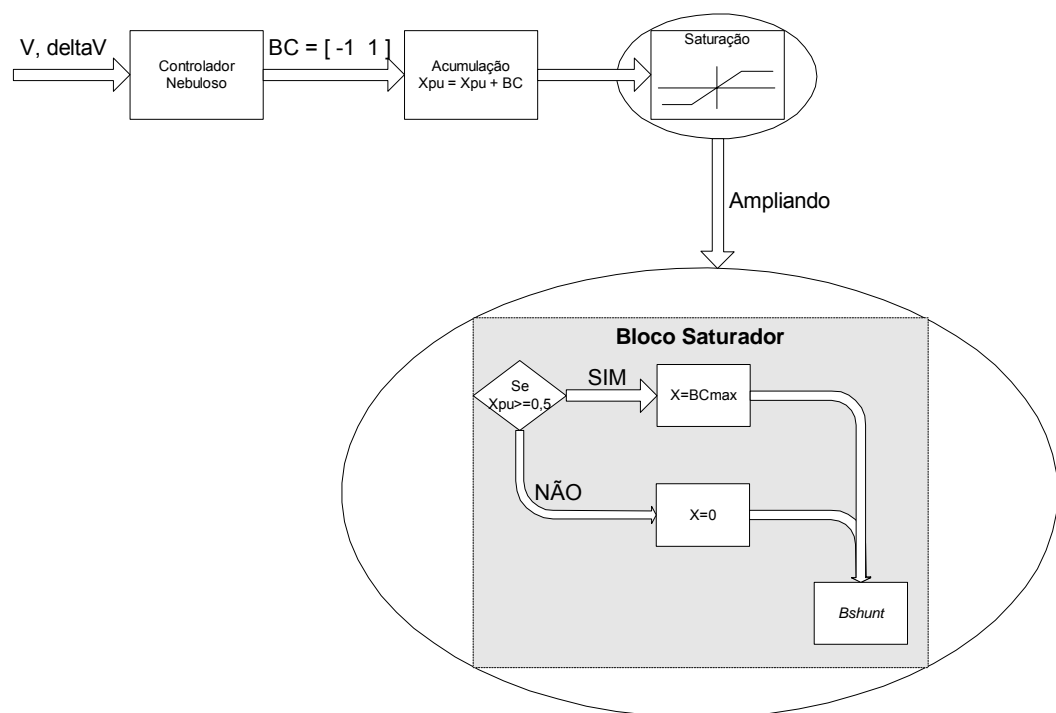 V, deltaV
Controlador
Nebuloso
BC = [ -1  1 ]
Acumulação
Xpu = Xpu + BC
Saturação
Ampliando
Bloco Saturador
Se
Xpu>=0,5
SIM
X=BCmax
NÃO
X=0
Bshunt